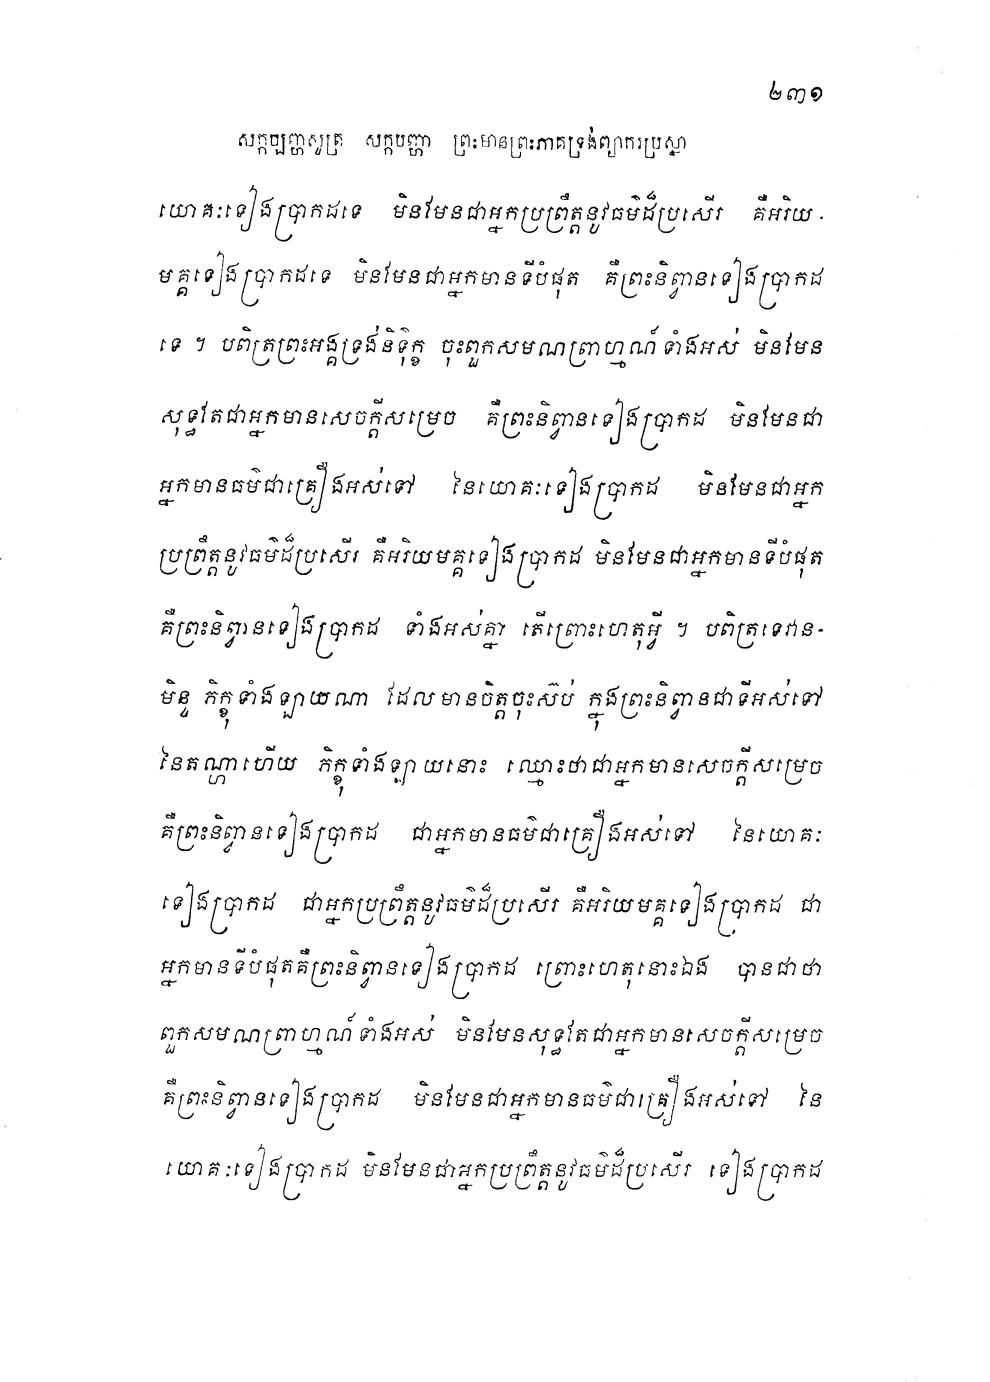 ២៣១
សក្កប្បញ្ហសូត្រ សក្កបញ្ហា ព្រះមានព្រះភាគទ្រង់ព្យាករប្រស្នា
យោគៈទៀងប្រាកដទេ មិនមែនជាអ្នកប្រព្រឹត្តនូវធម៌ដ៏ប្រសើរ គឺអរិយ-
មគ្គទៀងប្រាកដទេ មិនមែនជាអ្នកមានទីបំផុត គឺព្រះនិព្វានទៀងប្រាកដ
ទេ ។ បពិត្រព្រះអង្គទ្រង់និទ៌ុក្ខ ចុះពួកសមណព្រាហ្មណ៍ទាំងអស់ មិនមែន
សុទ្ធតែជាអ្នកមានសេចក្តីសម្រេច គឺព្រះនិព្វានទៀងប្រាកដ មិនមែនជា
អ្នកមានធម៌ជាគ្រឿងអស់ទៅ នៃយោគៈទៀងប្រាកដ មិនមែនជាអ្នក
ប្រព្រឹត្តនូវធម៌ដ៏ប្រសើរ គឺអរិយមគ្គទៀងប្រាកដ មិនមែនជាអ្នកមានទីបំផុត
គឺព្រះនិព្វានទៀងប្រាកដ ទាំងអស់គ្នា តើព្រោះហេតុអ្វី ។ បពិត្រទេវាន-
មិន្ទ ភិក្ខុទាំងឡាយណា ដែលមានចិត្តចុះស៊ប់ ក្នុងព្រះនិព្វានជាទីអស់ទៅ
នៃតណ្ហាហើយ ភិក្ខុទាំងឡាយនោះ ឈ្មោះថាជាអ្នកមានសេចក្តីសម្រេច
គឺព្រះនិព្វានទៀងប្រាកដ ជាអ្នកមានធម៌ជាគ្រឿងអស់ទៅ នៃយោគៈ
ទៀងប្រាកដ ជាអ្នកប្រព្រឹត្តនូវធម៌ដ៏ប្រសើរ គឺអរិយមគ្គទៀងប្រាកដ ជា
អ្នកមានទីបំផុតគឺព្រះនិព្វានទៀងប្រាកដ ព្រោះហេតុនោះឯង បានជាថា
ពួកសមណព្រាហ្មណ៍ទាំងអស់ មិនមែនសុទ្ធតែជាអ្នកមានសេចក្តីសម្រេច
គឺព្រះនិព្វានទៀងប្រាកដ មិនមែនជាអ្នកមានធម៌ជាគ្រឿងអស់ទៅ នៃ
យោគៈទៀងប្រាកដ មិនមែនជាអ្នកប្រព្រឹត្តនូវធម៌ដ៏ប្រសើរ ទៀងប្រាកដ